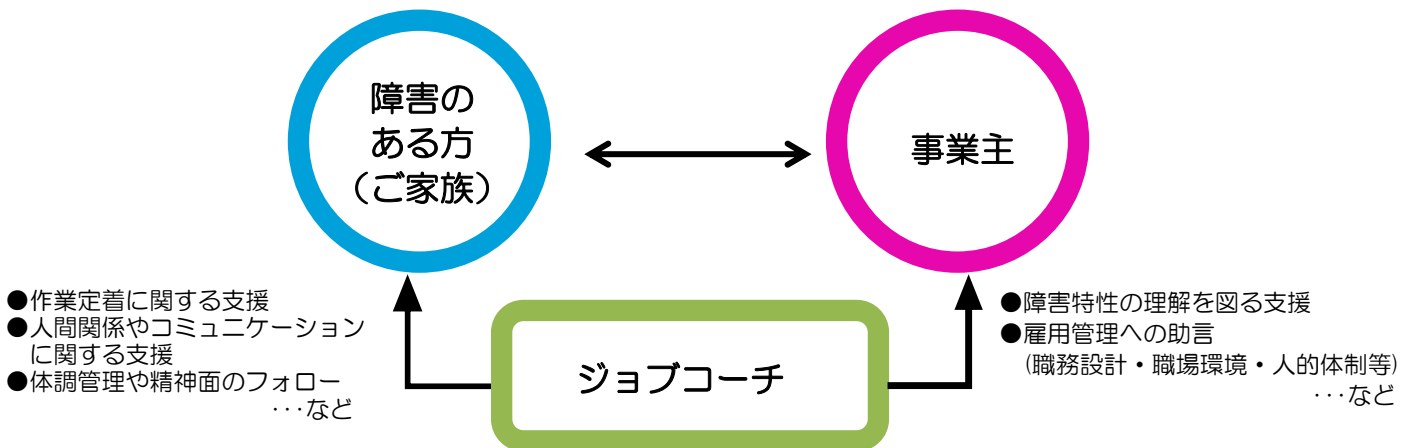 障害の
ある方
（ご家族）
事業主
●作業定着に関する支援
●人間関係やコミュニケーション
に関する支援
●体調管理や精神面のフォロー
…など
ジョブコーチ
●障害特性の理解を図る支援
●雇用管理への助言
(職務設計・職場環境・人的体制等)
…など